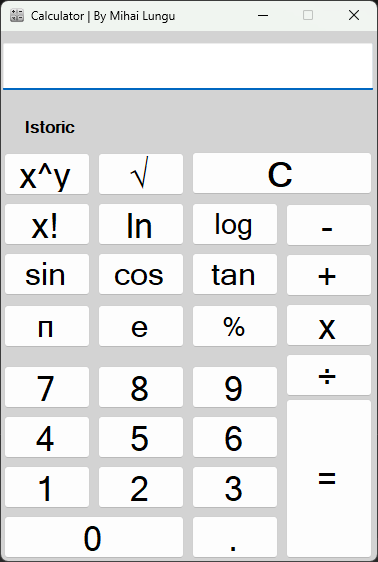 Calculator | By Mihai Lungu
Istoric
x^y √ C
x! ln log -
sin cos tan +
п e % x
7 8 9 ÷
4 5 6 =
1 2 3
0 .